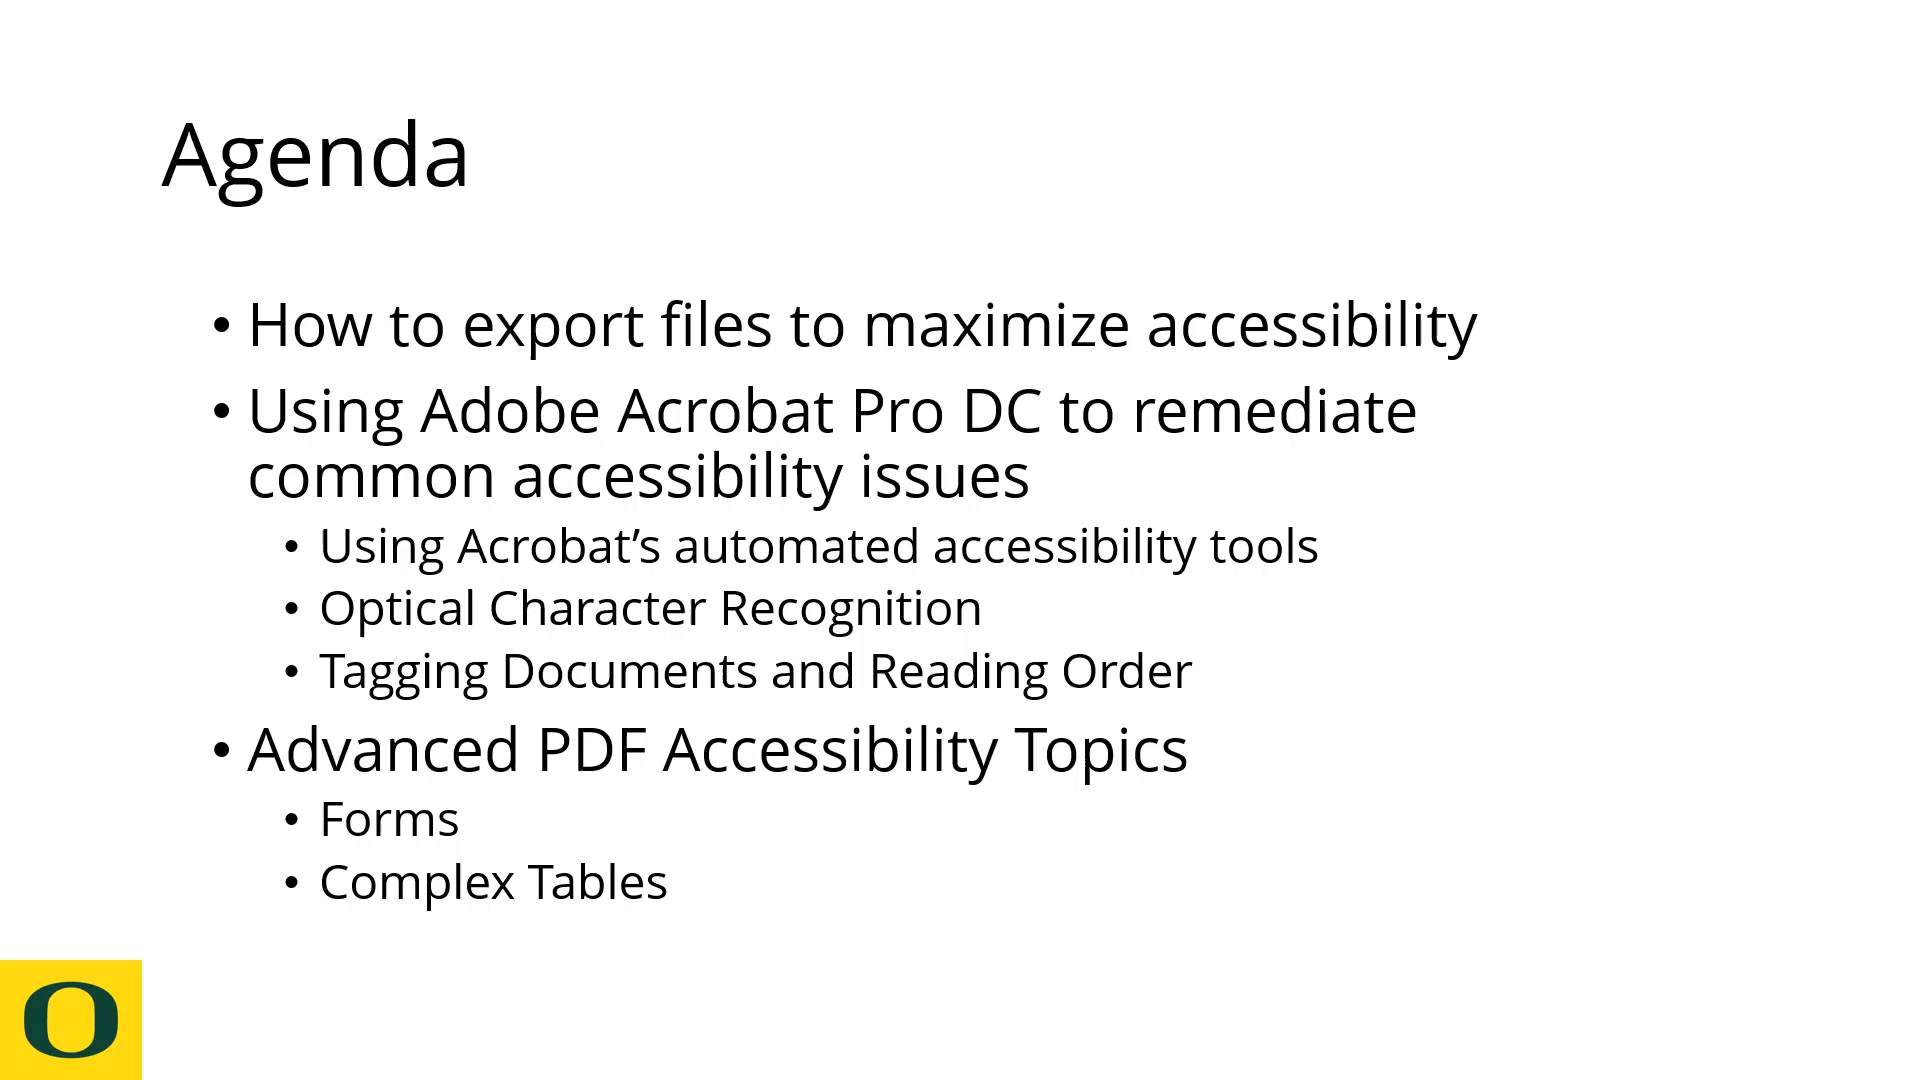 Agenda
• How to export files to maximize accessibility
• Using Adobe Acrobat Pro DC to remediate
common accessibility issues
• Using Acrobat’s automated accessibility tools
• Optical Character Recognition
• Tagging Documents and Reading Order
• Advanced PDF Accessibility Topics
• Forms
• Complex Tables
O